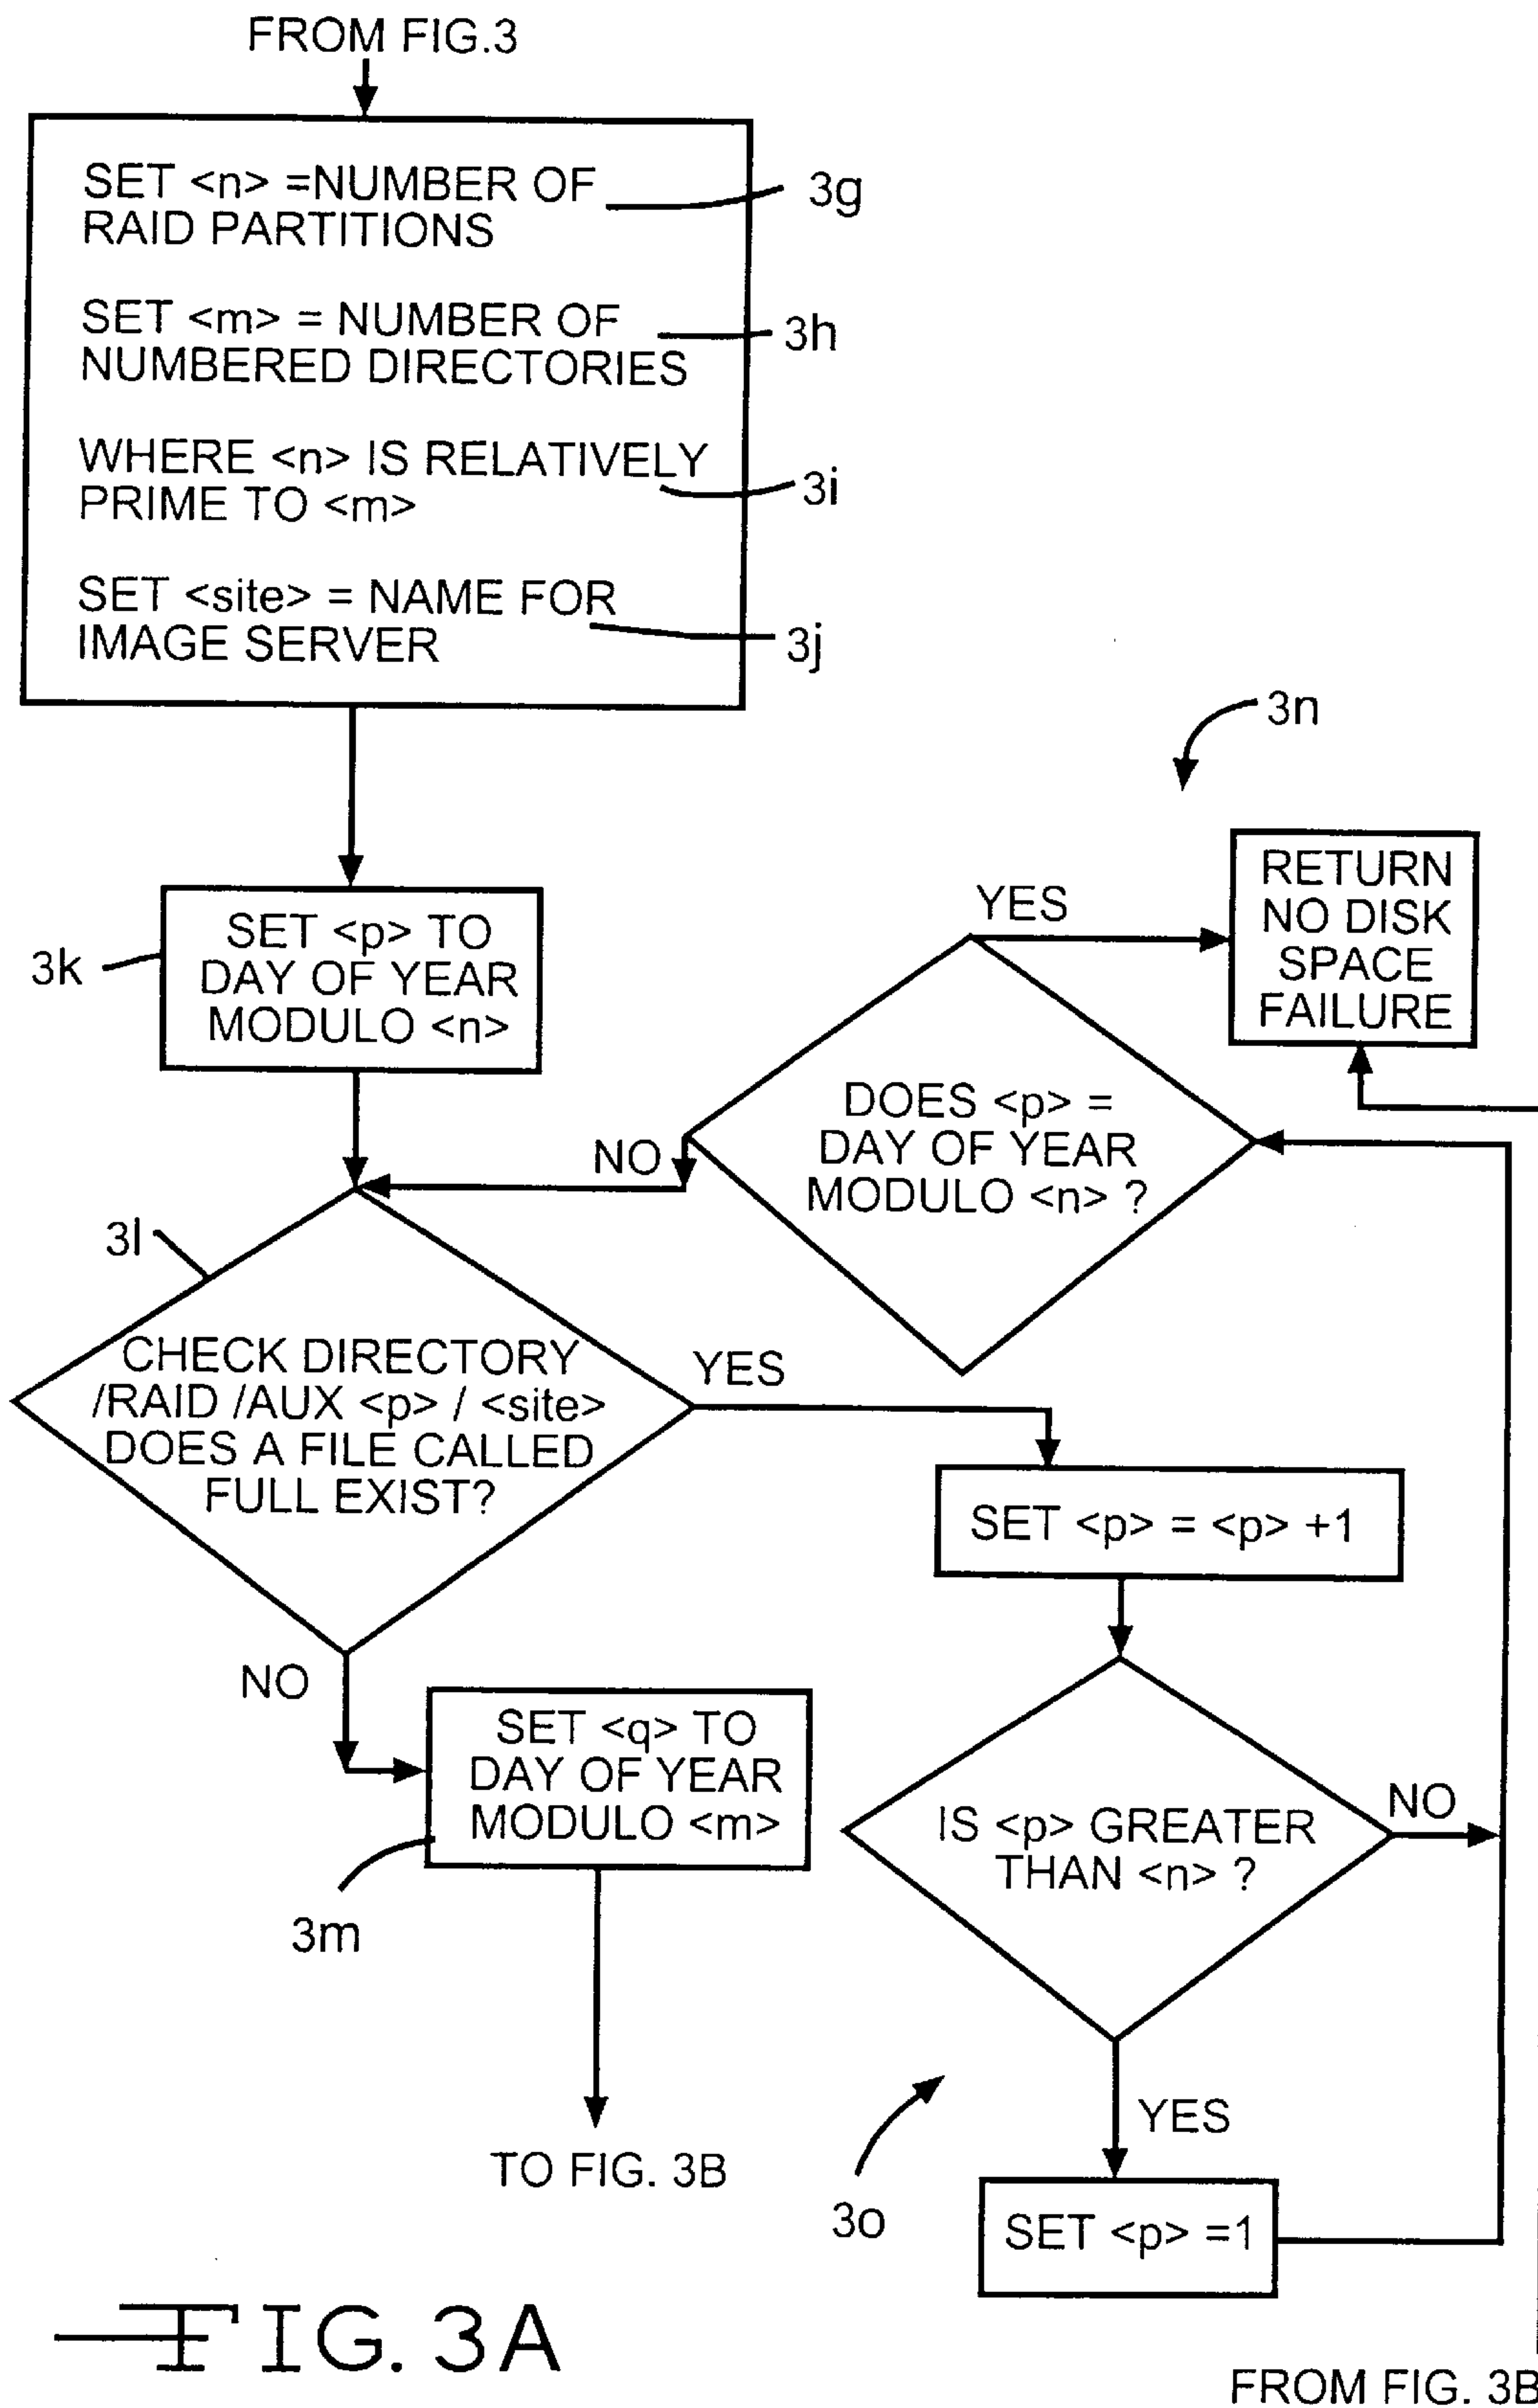 FROM FIG.3
SET <n> =NUMBER OF
RAID PARTITIONS
3g
SET <m> = NUMBER OF
NUMBERED DIRECTORIES
3h
WHERE <n> IS RELATIVELY
PRIME TO <m>
3i
SET <site> = NAME FOR
IMAGE SERVER
3j
3n
RETURN
NO DISK
SPACE
FAILURE
YES
3k
SET <p> TO
DAY OF YEAR
MODULO <n>
DOES <p> =
DAY OF YEAR
MODULO <n> ?
NO
3l
CHECK DIRECTORY
/RAID /AUX <p> / <site>
DOES A FILE CALLED
FULL EXIST?
YES
SET <p> = <p> +1
NO
SET <q> TO
DAY OF YEAR
MODULO <m>
3m
IS <p> GREATER
THAN <n> ?
NO
YES
TO FIG. 3B
3o
SET <p> =1
FIG. 3A
FROM FIG. 3B